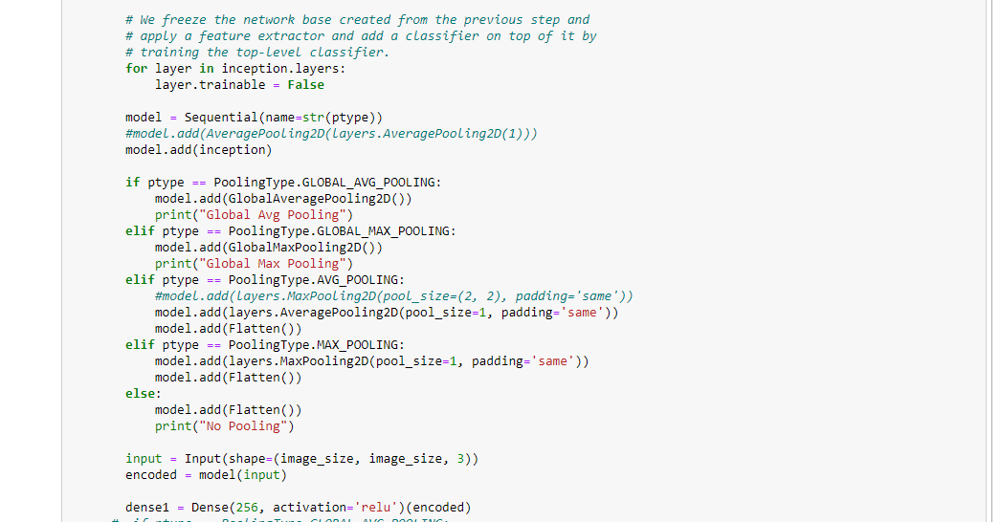 # We freeze the network base created from the previous step and
# apply a feature extractor and add a classifier on top of it by
# training the top-level classifier.
for layer in inception.layers:
    layer.trainable = False

model = Sequential(name=str(ptype))
#model.add(AveragePooling2D(layers.AveragePooling2D(1)))
model.add(inception)

if ptype == PoolingType.GLOBAL_AVG_POOLING:
    model.add(GlobalAveragePooling2D())
    print("Global Avg Pooling")
elif ptype == PoolingType.GLOBAL_MAX_POOLING:
    model.add(GlobalMaxPooling2D())
    print("Global Max Pooling")
elif ptype == PoolingType.AVG_POOLING:
    #model.add(layers.MaxPooling2D(pool_size=(2, 2), padding='same'))
    model.add(layers.AveragePooling2D(pool_size=1, padding='same'))
    model.add(Flatten())
elif ptype == PoolingType.MAX_POOLING:
    model.add(layers.MaxPooling2D(pool_size=1, padding='same'))
    model.add(Flatten())
else:
    model.add(Flatten())
    print("No Pooling")

input = Input(shape=(image_size, image_size, 3))
encoded = model(input)

dense1 = Dense(256, activation='relu')(encoded)